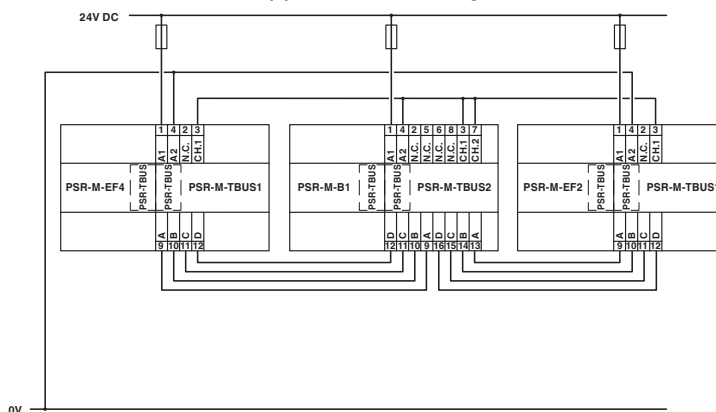 24V DC
1 4 2 3
A1 A2 N.C. CH.1
PSR-M-EF4 PSR-TBUS PSR-TBUS PSR-M-TBUS1
A B C D
9 10 11 12
1 4 2 5 6 8 3 7
A1 A2 N.C. N.C. N.C. N.C. CH.1 CH.2
PSR-M-B1 PSR-TBUS PSR-TBUS PSR-M-TBUS2
D C B A D C B A
12 11 10 9 16 15 14 13
1 4 2 3
A1 A2 N.C. CH.1
PSR-M-EF2 PSR-TBUS PSR-TBUS PSR-M-TBUS1
A B C D
9 10 11 12
0V